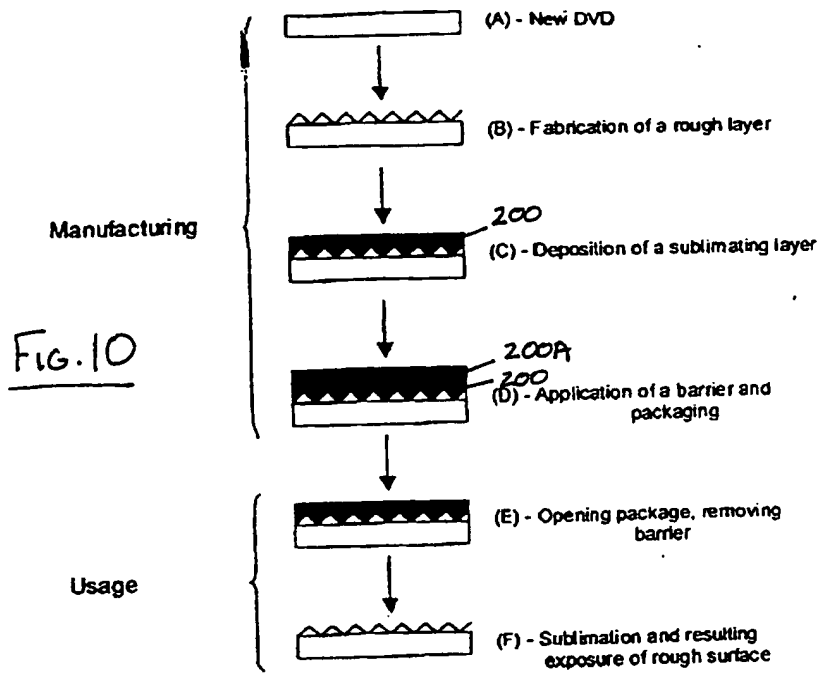 (A) - New DVD
(B) - Fabrication of a rough layer
Manufacturing
200
(C) - Deposition of a sublimating layer
FIG. 10
200A
200
(D) - Application of a barrier and
packaging
(E) - Opening package, removing
barrier
Usage
(F) - Sublimation and resulting
exposure of rough surface